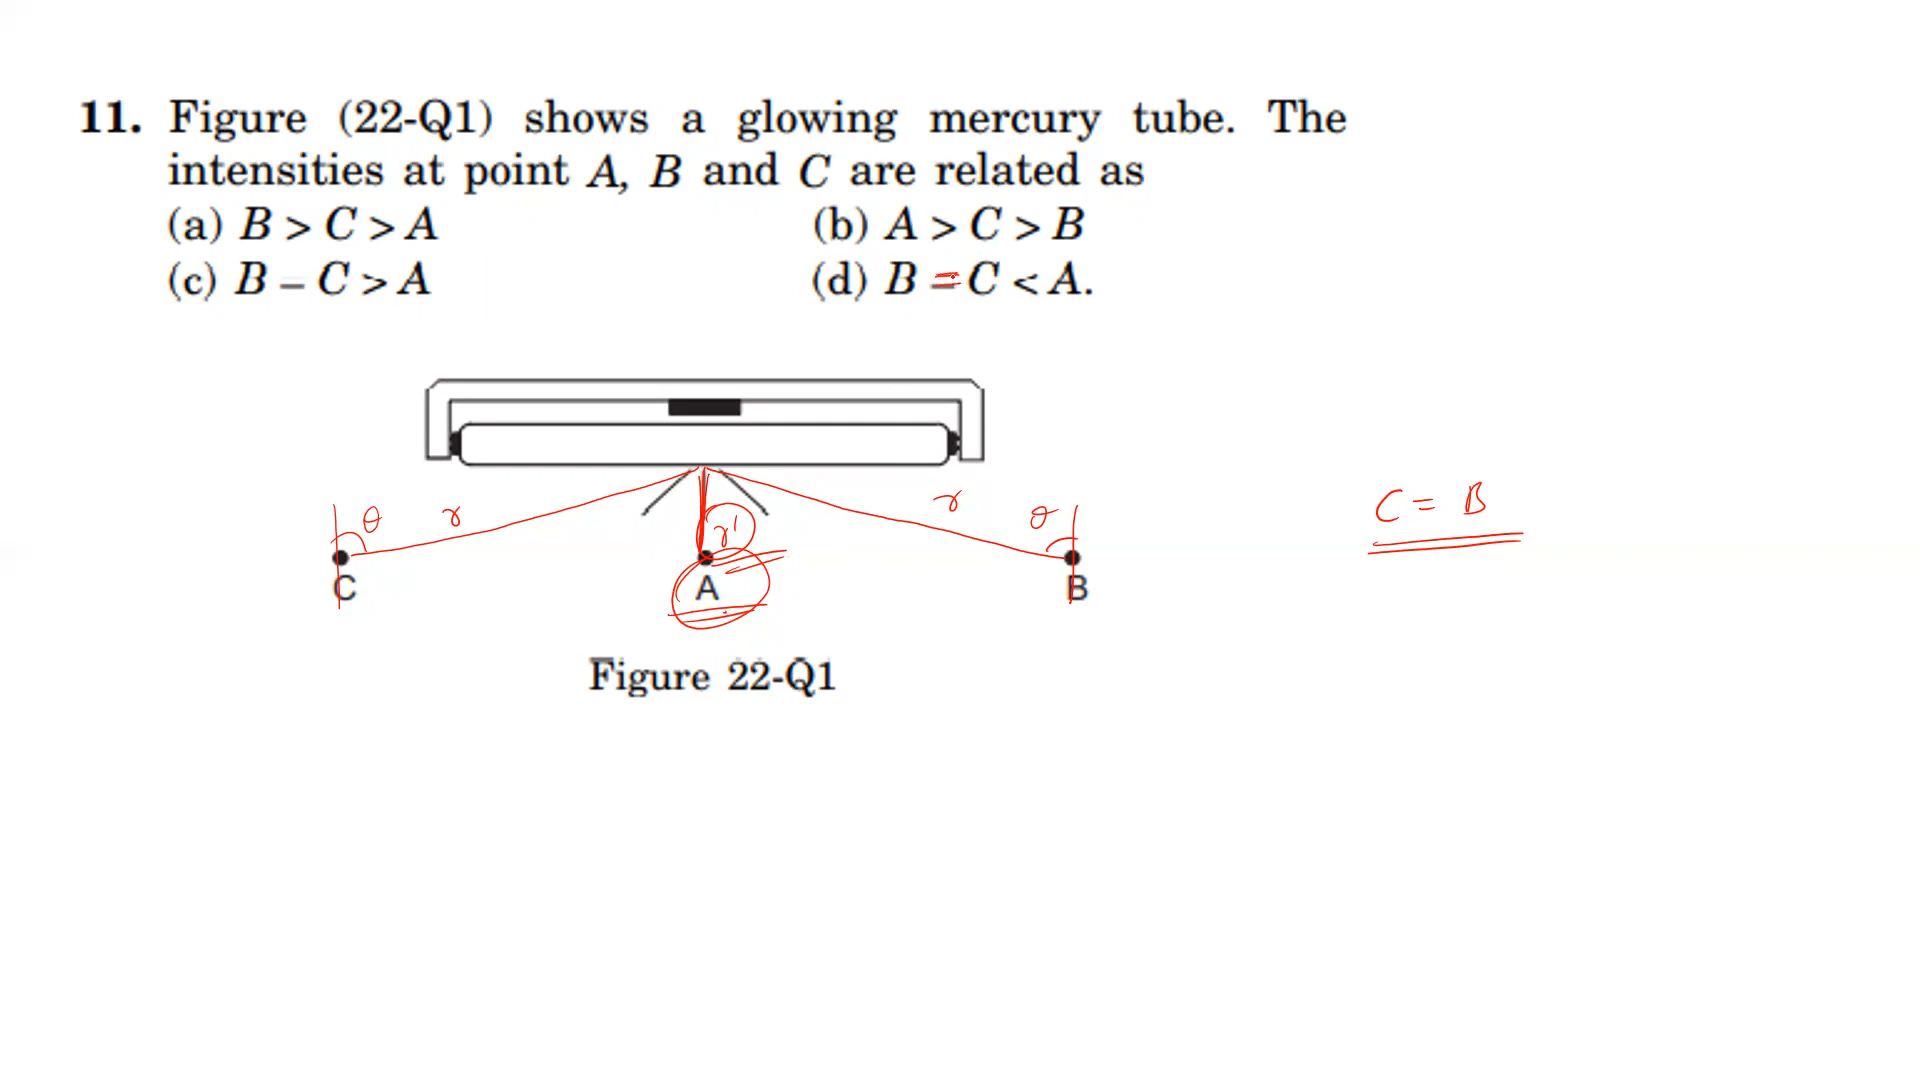 11. Figure (22-Q1) shows a glowing mercury tube. The
intensities at point A, B and C are related as
(a) B > C > A (b) A > C > B
(c) B – C > A (d) B = C < A.
θ r r θ
r'
C = B
C A B
Figure 22-Q1